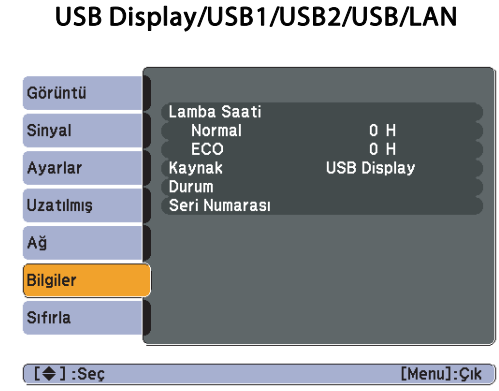 USB Display/USB1/USB2/USB/LAN
Görüntü
Sinyal
Ayarlar
Uzatılmış
Ağ
Bilgiler
Sıfırla
Lamba Saati
Normal 0 H
ECO 0 H
Kaynak USB Display
Durum
Seri Numarası
[◆] :Seç [Menu]:Çık